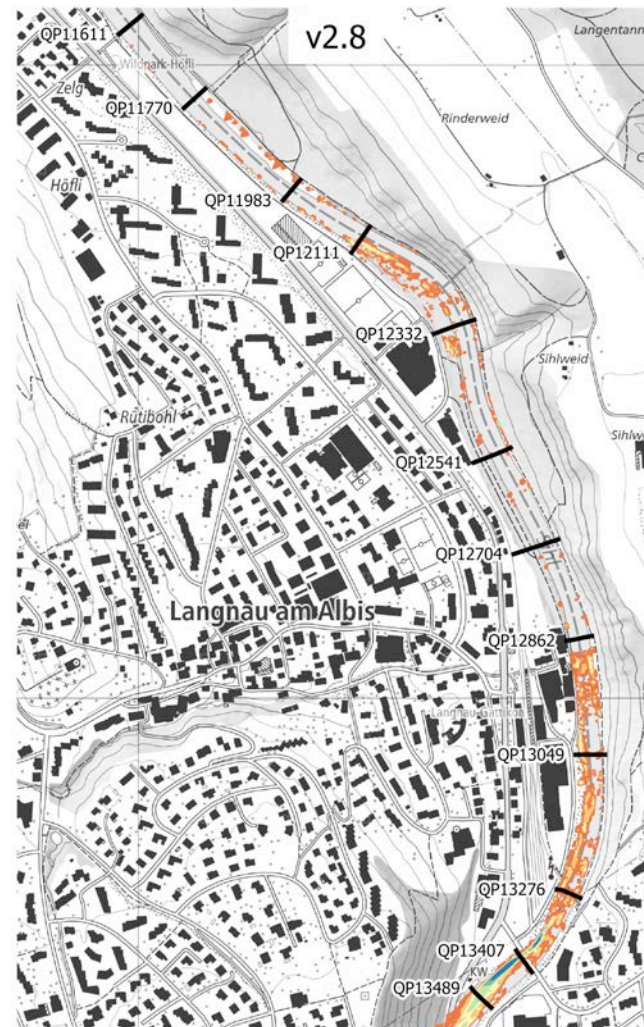 v2.8
QP11611
Langentann
Wildpark-Höfli
Zelg
QP11770
Rinderweid
Höfli
QP11983
QP12111
QP12332
Sihlweid
Rütibohl
Sihlw
QP12541
QP12704
Langnau am Albis
QP12862
Langnau-Gattikon
QP13049
QP13276
QP13407
KW
QP13489